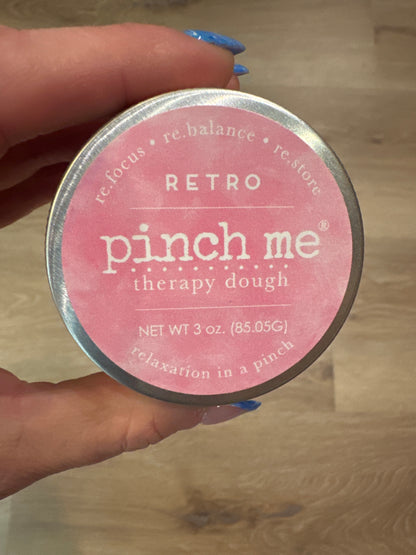 re.focus • re.balance • re.store
RETRO
pinch me®
therapy dough
NET WT 3 oz. (85.05G)
relaxation in a pinch